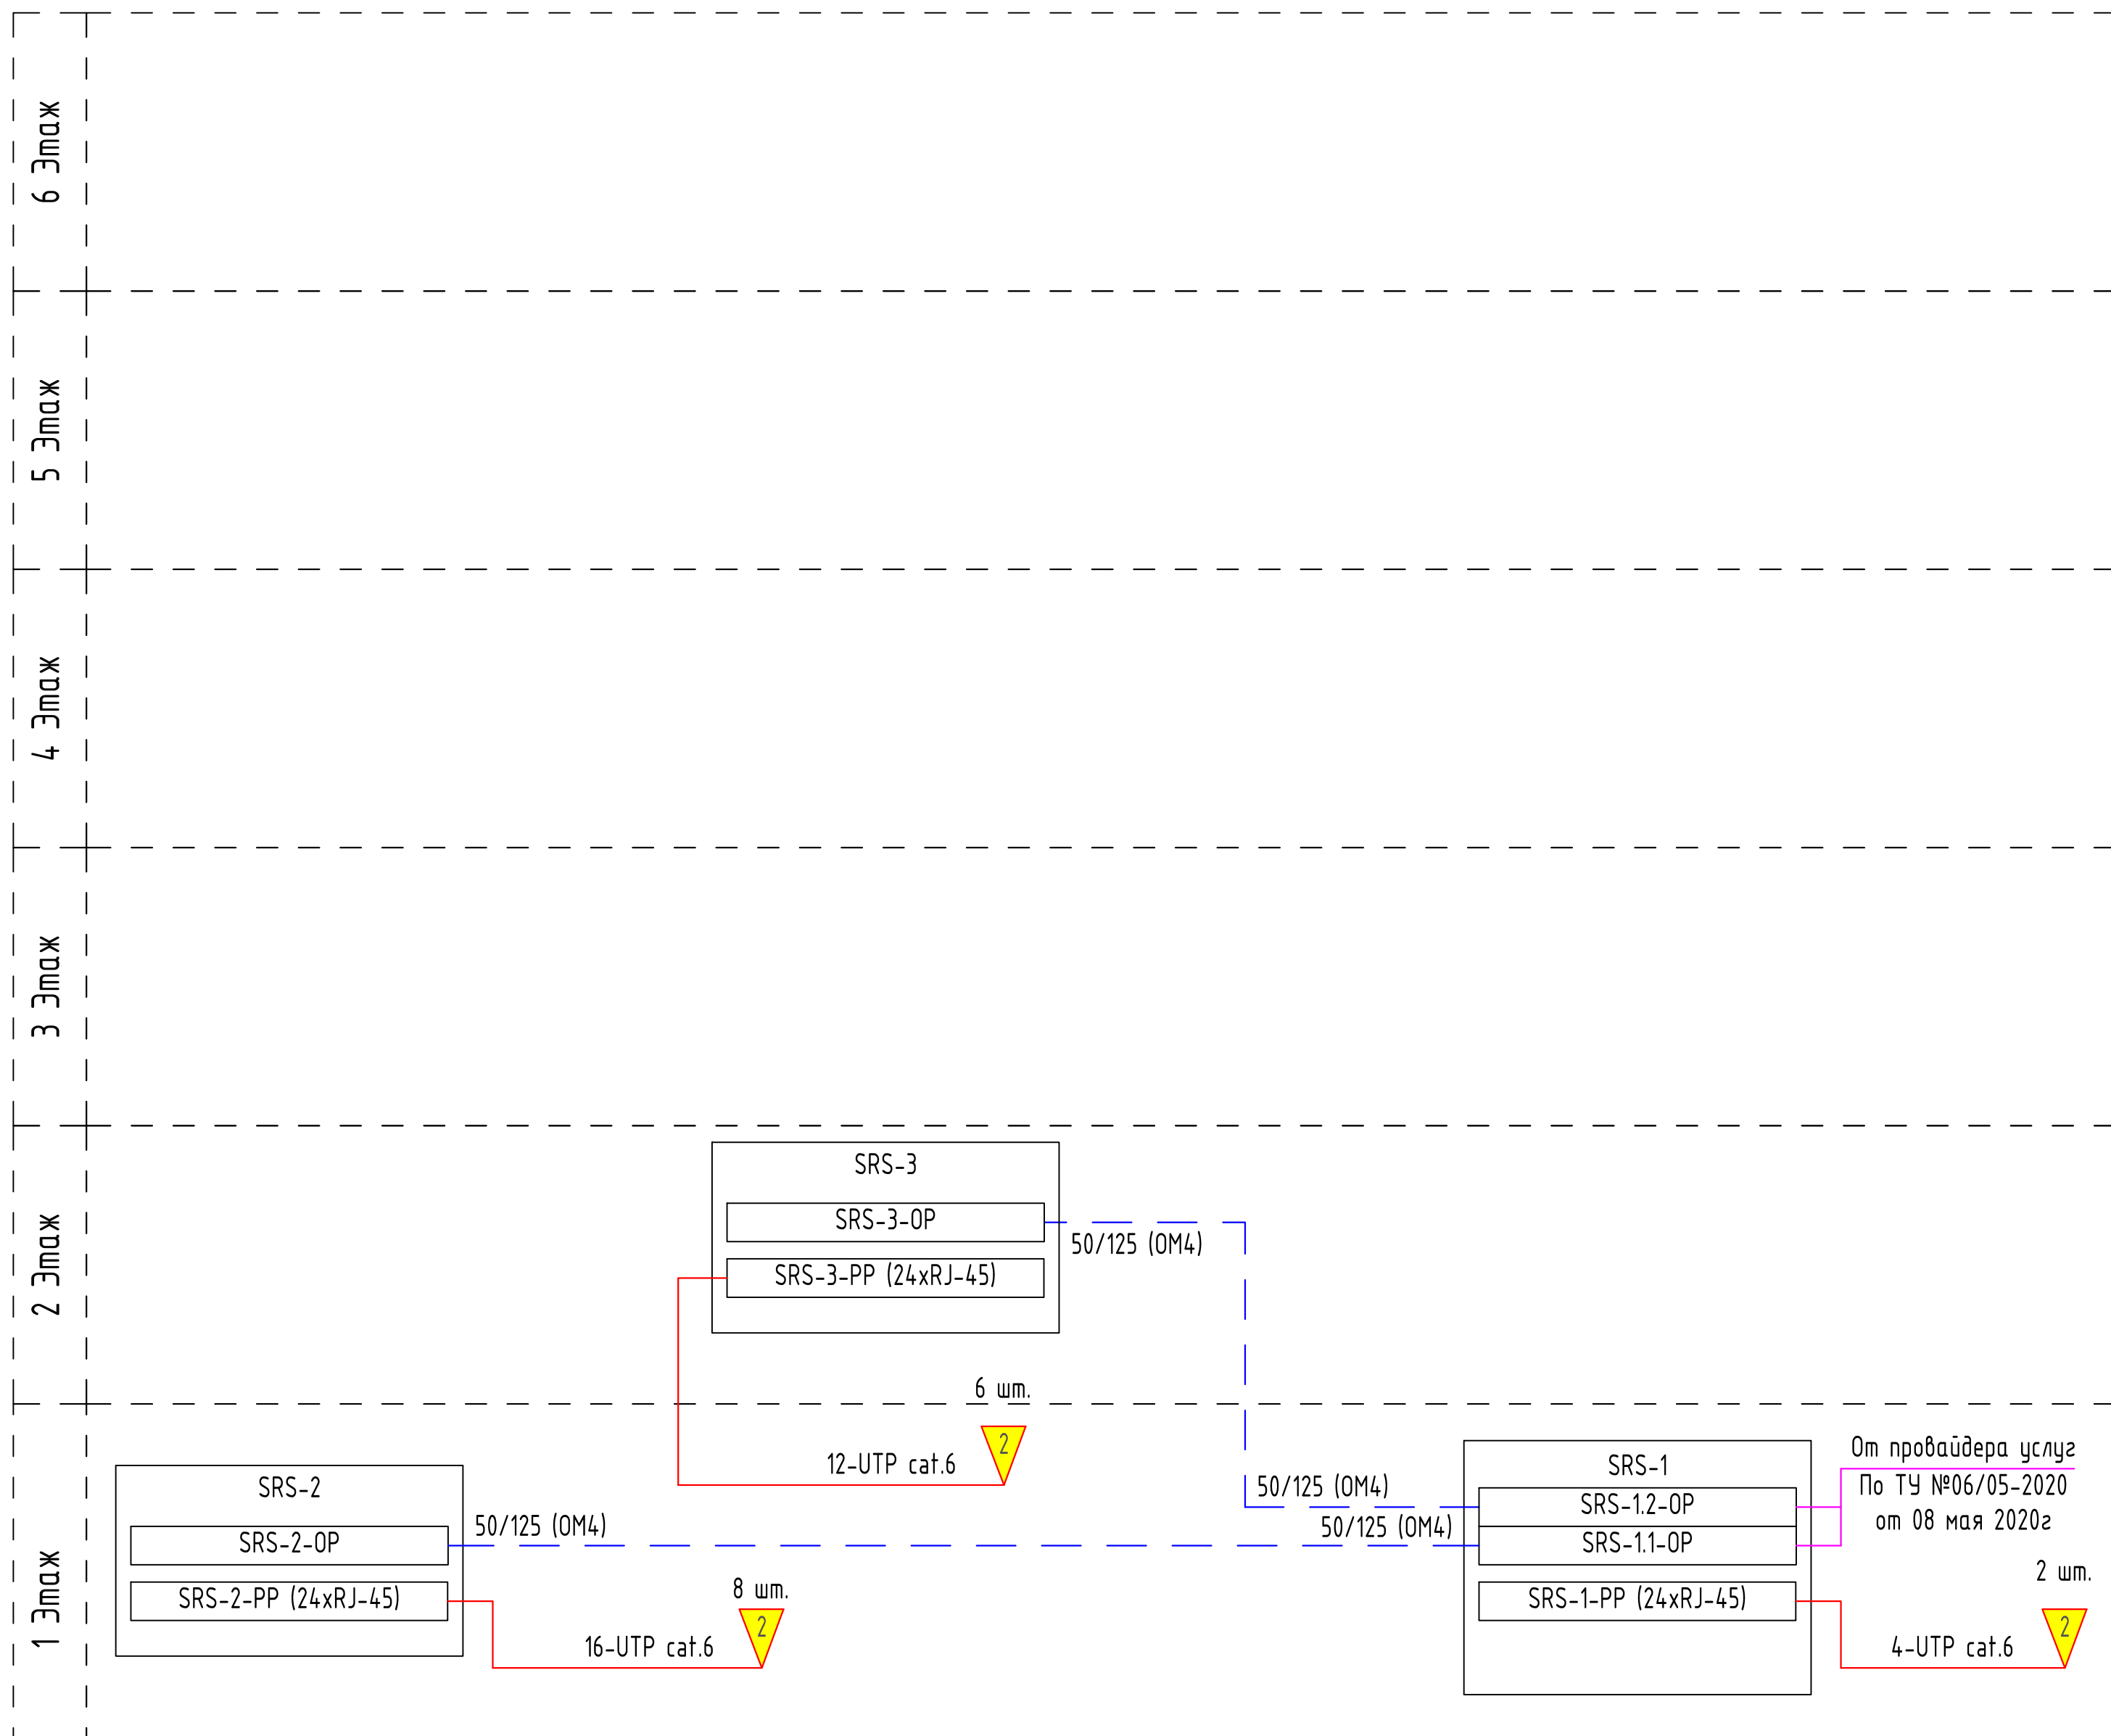 6 Этаж
5 Этаж
4 Этаж
3 Этаж
2 Этаж
SRS-3
SRS-3-OP
50/125 (OM4)
SRS-3-PP (24xRJ-45)
6 шт.
2
12-UTP cat.6
1 Этаж
SRS-2
SRS-2-OP
50/125 (OM4)
SRS-2-PP (24xRJ-45)
8 шт.
2
16-UTP cat.6
50/125 (OM4)
50/125 (OM4)
SRS-1
SRS-1.2-OP
SRS-1.1-OP
SRS-1-PP (24xRJ-45)
От провайдера услуг
По ТУ №06/05-2020
от 08 мая 2020г
2 шт.
2
4-UTP cat.6